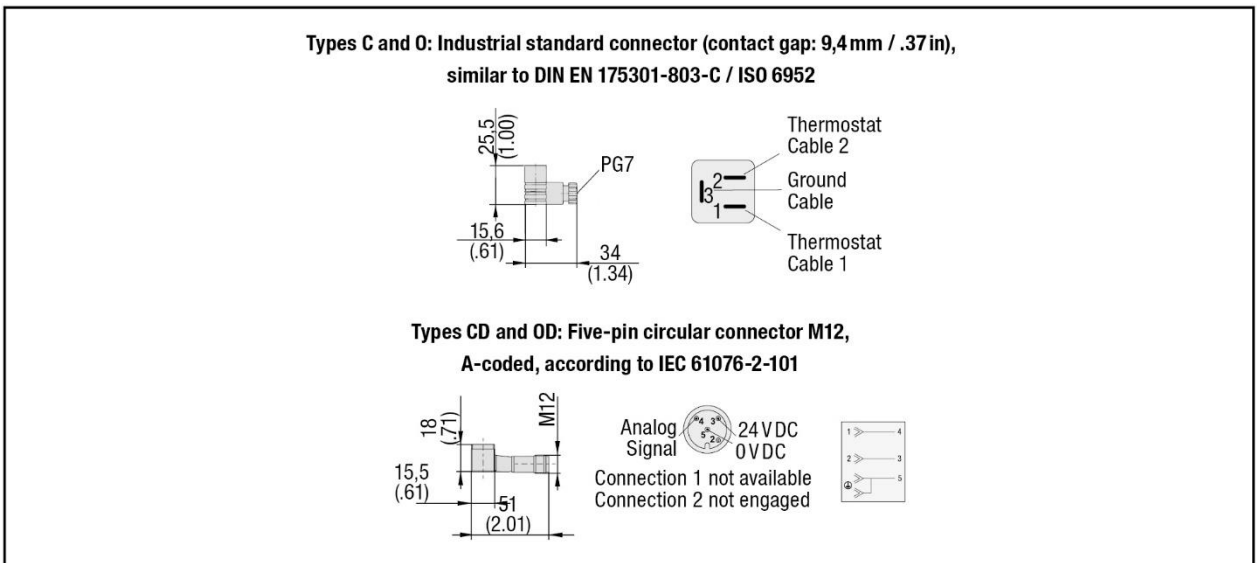 Types C and O: Industrial standard connector (contact gap: 9,4 mm / .37 in),
similar to DIN EN 175301-803-C / ISO 6952
25,5
(1.00)
PG7
15,6
(.61)
34
(1.34)
2
3
1
Thermostat
Cable 2
Ground
Cable
Thermostat
Cable 1
Types CD and OD: Five-pin circular connector M12,
A-coded, according to IEC 61076-2-101
18
(.71)
M12
15,5
(.61)
51
(2.01)
Analog
Signal
4 3
5
2
24 V DC
0 V DC
Connection 1 not available
Connection 2 not engaged
1 4
2 3
5